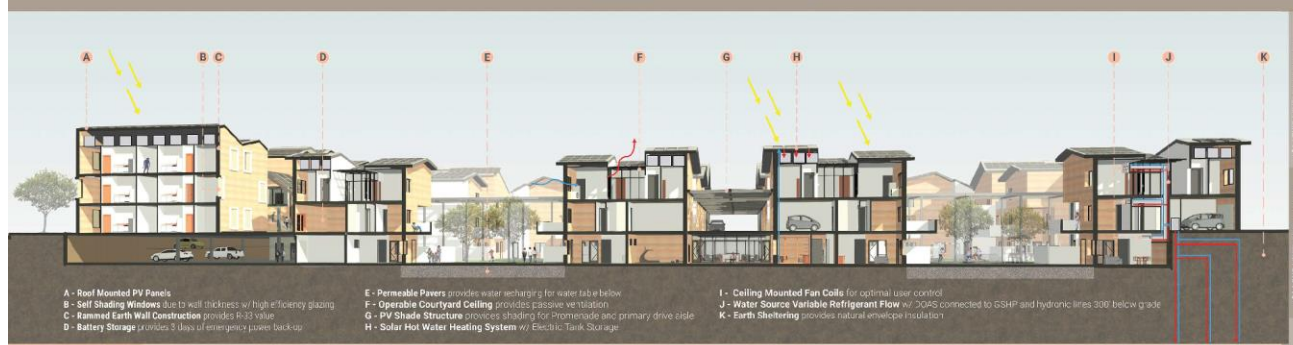 A B C D E F G H I J K
A - Roof Mounted PV Panels
B - Self Shading Windows due to wall thickness w/ high efficiency glazing
C - Rammed Earth Wall Construction provides R-33 value
D - Battery Storage provides 3 days of emergency power back-up
E - Permeable Pavers provides water recharging for water table below
F - Operable Courtyard Ceiling provides passive ventilation
G - PV Shade Structure provides shading for Promenade and primary drive aisle
H - Solar Hot Water Heating System w/ Electric Tank Storage
I - Ceiling Mounted Fan Coils for optimal user control
J - Water Source Variable Refrigerant Flow w/ DOAS connected to GSHP and hydronic lines 300' below grade
K - Earth Sheltering provides natural envelope insulation